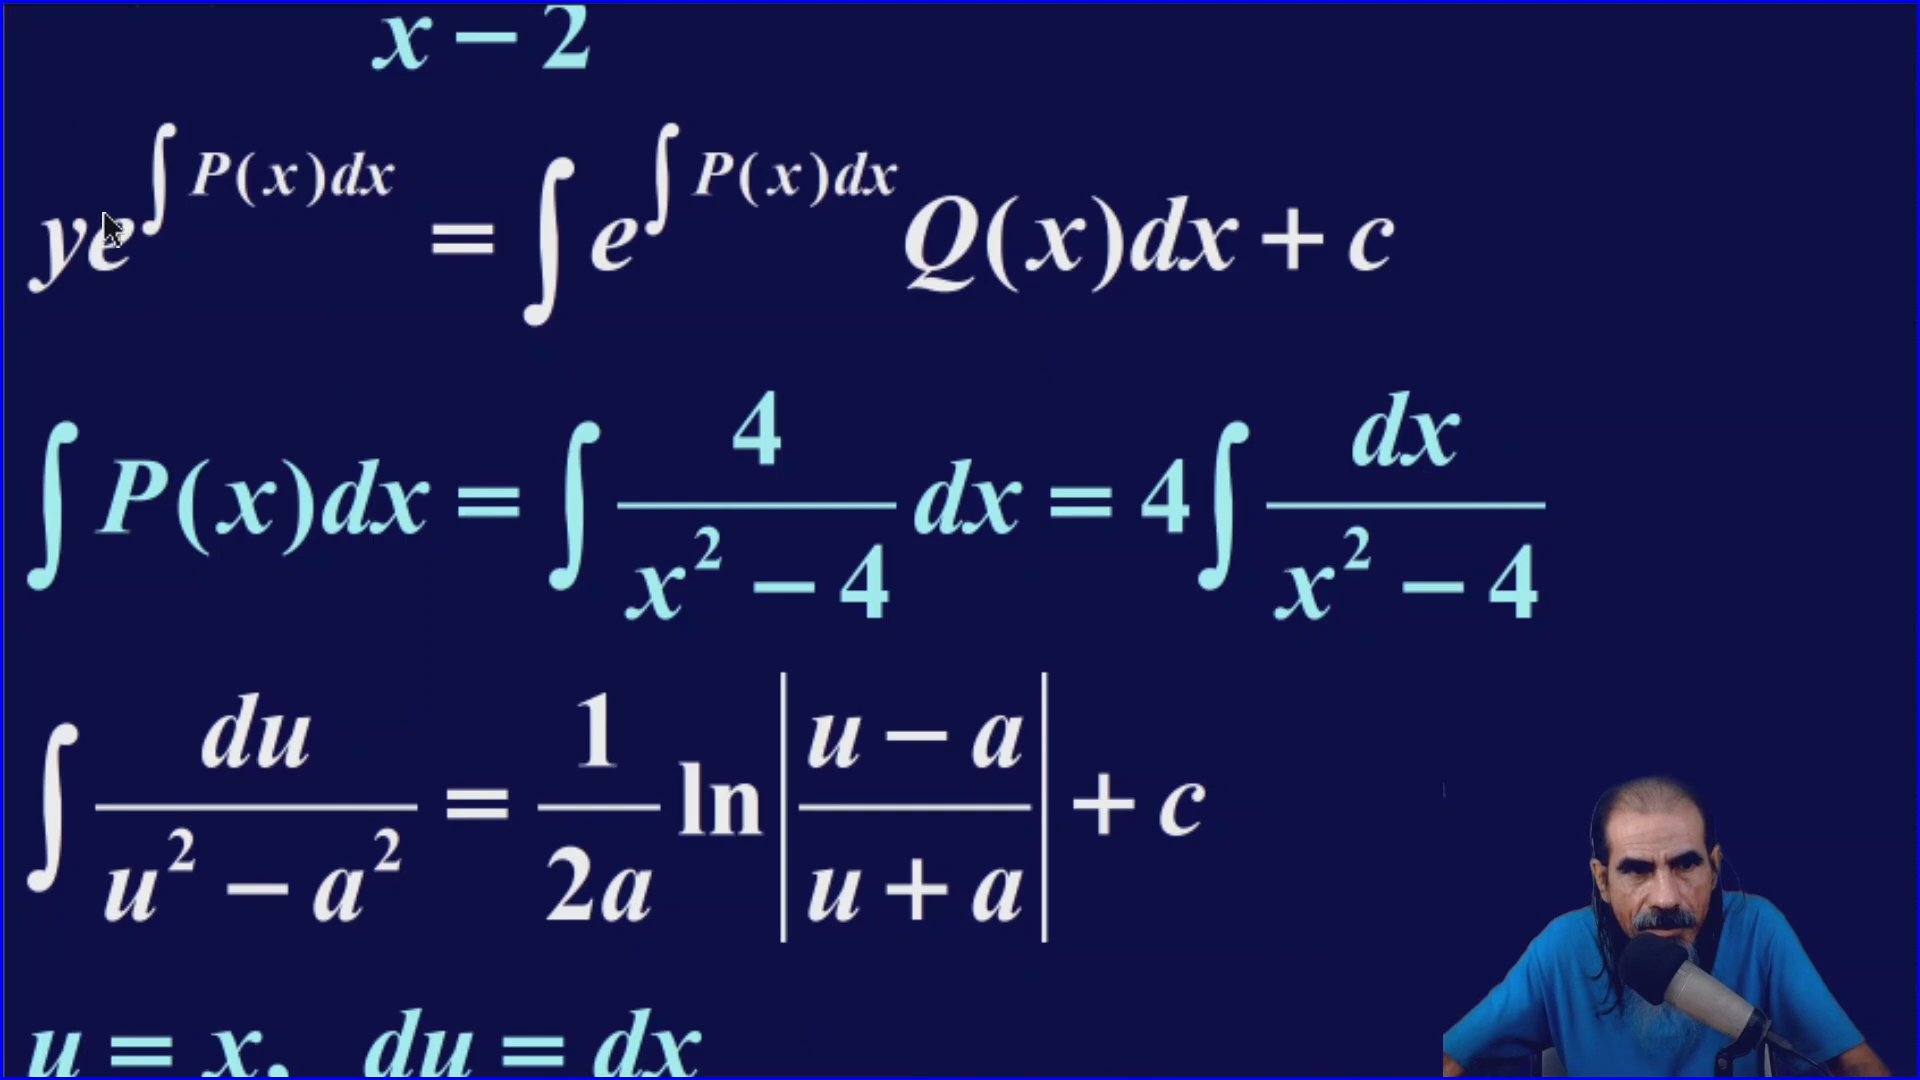 x − 2
ye^{∫P(x)dx} = ∫e^{∫P(x)dx} Q(x)dx + c
∫P(x)dx = ∫ 4/(x² − 4) dx = 4∫ dx/(x² − 4)
∫ du/(u² − a²) = 1/(2a) ln |(u − a)/(u + a)| + c
u = x,   du = dx